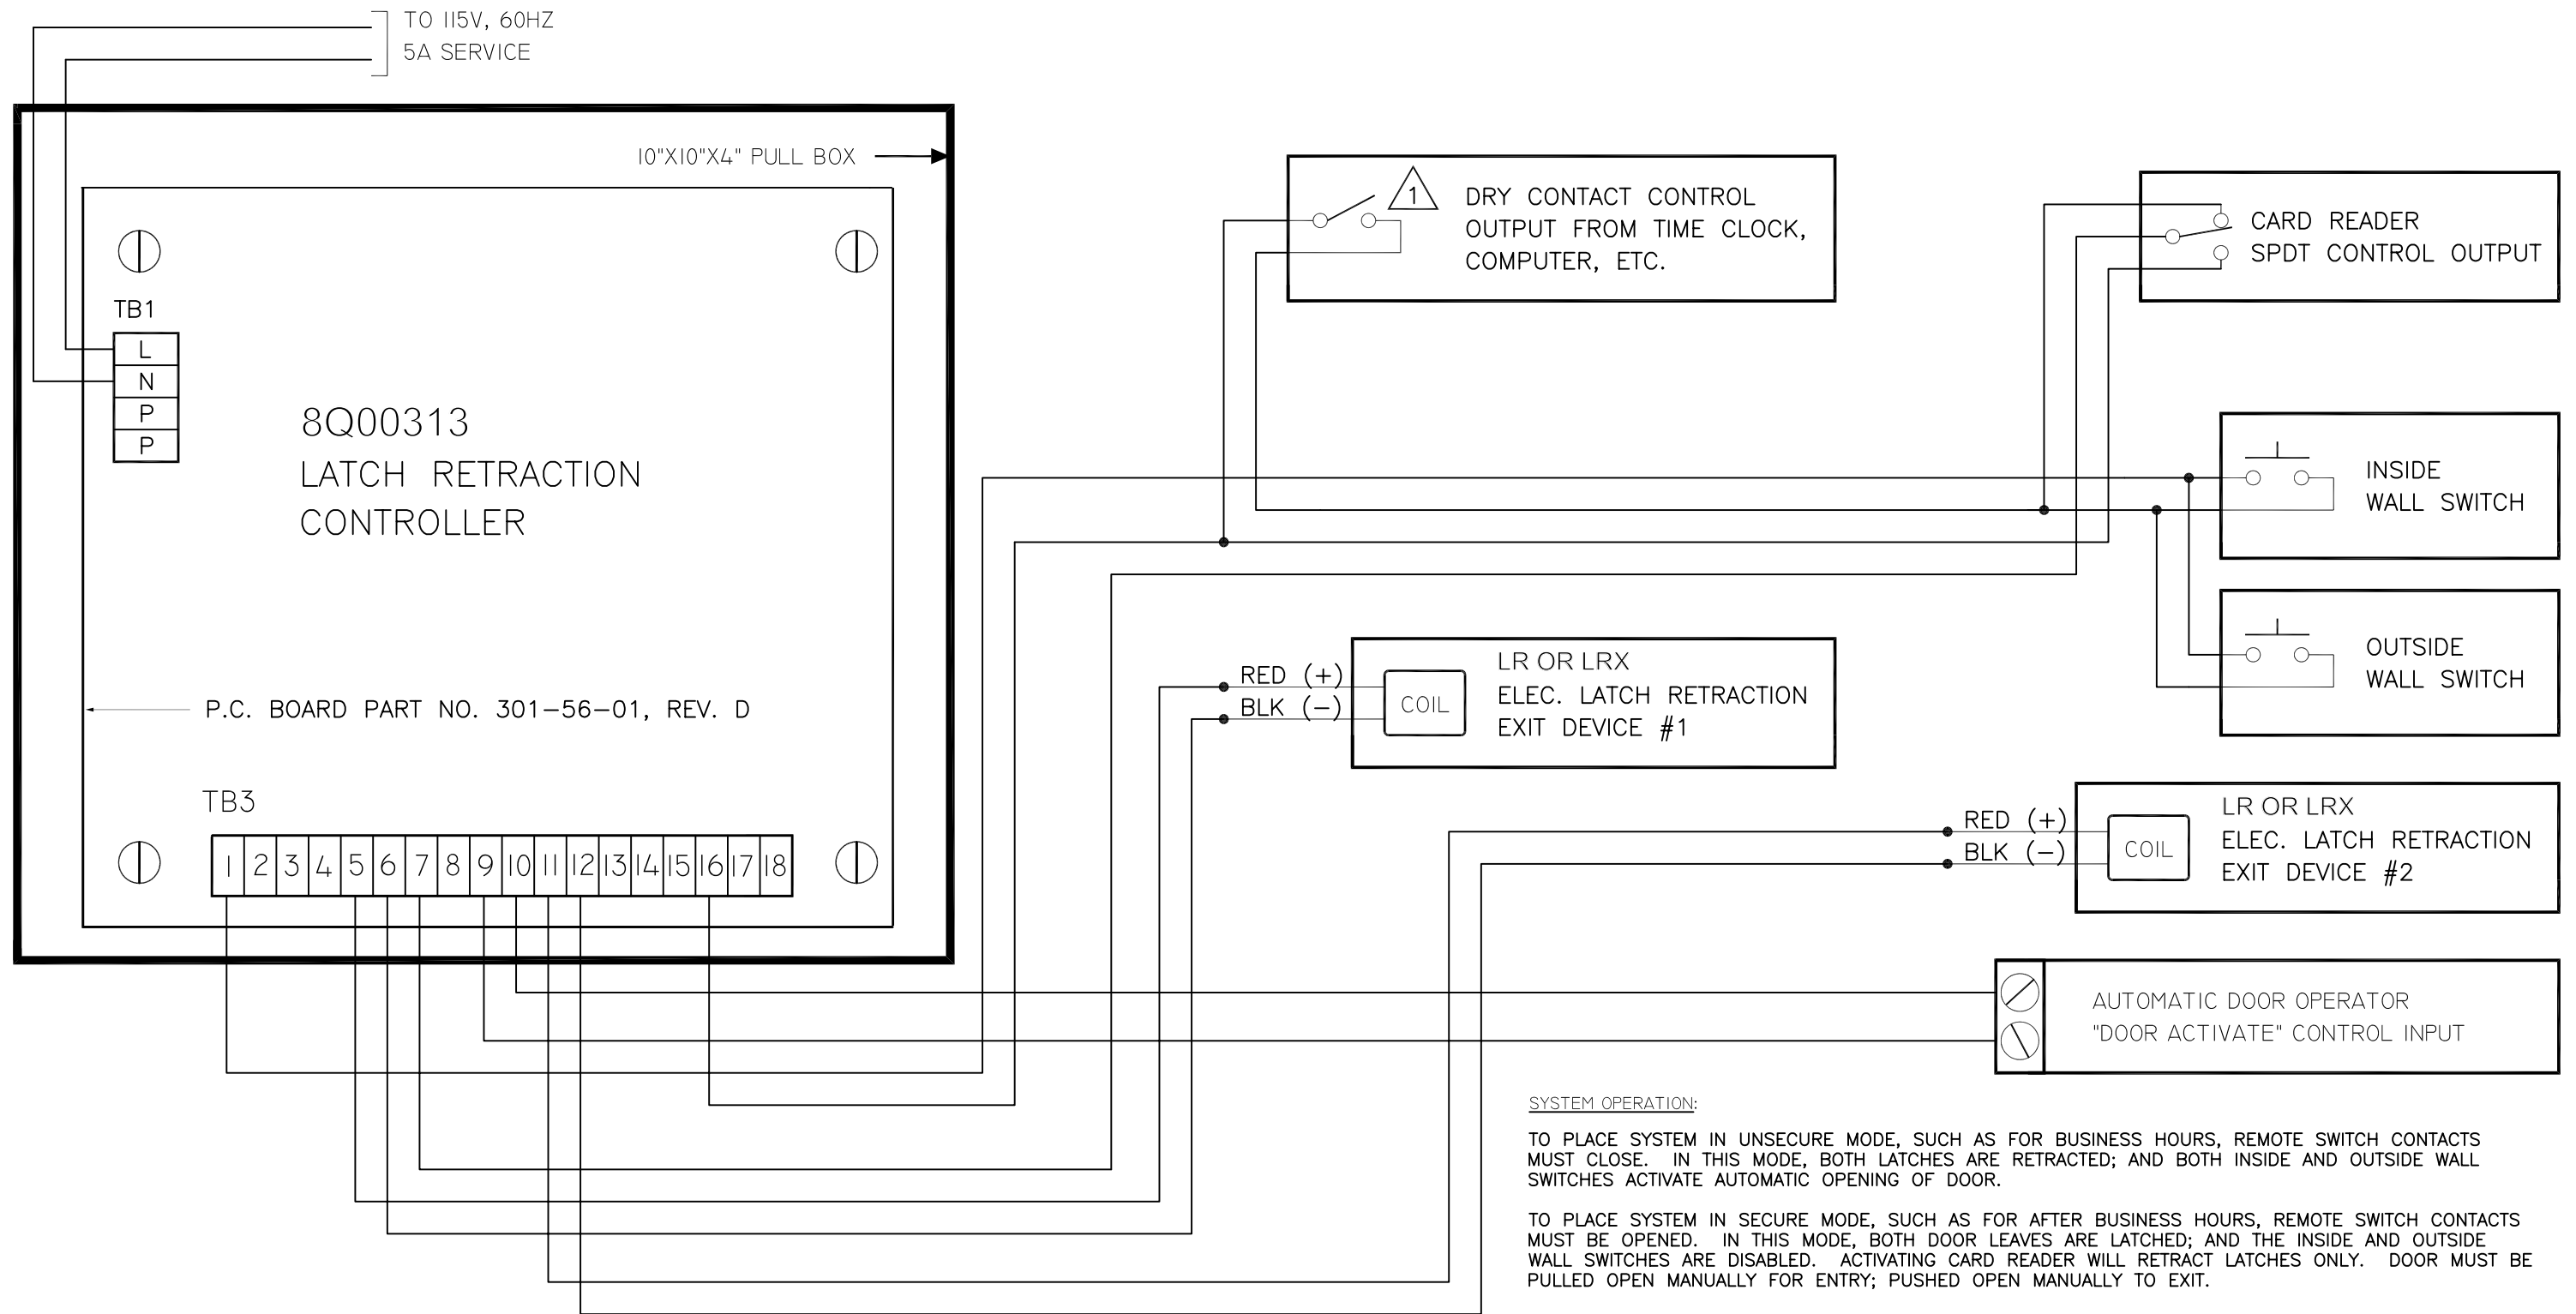 TO 115V, 60HZ
5A SERVICE
10"X10"X4" PULL BOX
TB1
L
N
P
P
8Q00313
LATCH RETRACTION
CONTROLLER
P.C. BOARD PART NO. 301-56-01, REV. D
TB3
1 2 3 4 5 6 7 8 9 10 11 12 13 14 15 16 17 18
1
DRY CONTACT CONTROL
OUTPUT FROM TIME CLOCK,
COMPUTER, ETC.
CARD READER
SPDT CONTROL OUTPUT
INSIDE
WALL SWITCH
OUTSIDE
WALL SWITCH
RED (+)
BLK (-)
COIL
LR OR LRX
ELEC. LATCH RETRACTION
EXIT DEVICE #1
RED (+)
BLK (-)
COIL
LR OR LRX
ELEC. LATCH RETRACTION
EXIT DEVICE #2
AUTOMATIC DOOR OPERATOR
"DOOR ACTIVATE" CONTROL INPUT
SYSTEM OPERATION:
TO PLACE SYSTEM IN UNSECURE MODE, SUCH AS FOR BUSINESS HOURS, REMOTE SWITCH CONTACTS
MUST CLOSE. IN THIS MODE, BOTH LATCHES ARE RETRACTED; AND BOTH INSIDE AND OUTSIDE WALL
SWITCHES ACTIVATE AUTOMATIC OPENING OF DOOR.
TO PLACE SYSTEM IN SECURE MODE, SUCH AS FOR AFTER BUSINESS HOURS, REMOTE SWITCH CONTACTS
MUST BE OPENED. IN THIS MODE, BOTH DOOR LEAVES ARE LATCHED; AND THE INSIDE AND OUTSIDE
WALL SWITCHES ARE DISABLED. ACTIVATING CARD READER WILL RETRACT LATCHES ONLY. DOOR MUST BE
PULLED OPEN MANUALLY FOR ENTRY; PUSHED OPEN MANUALLY TO EXIT.